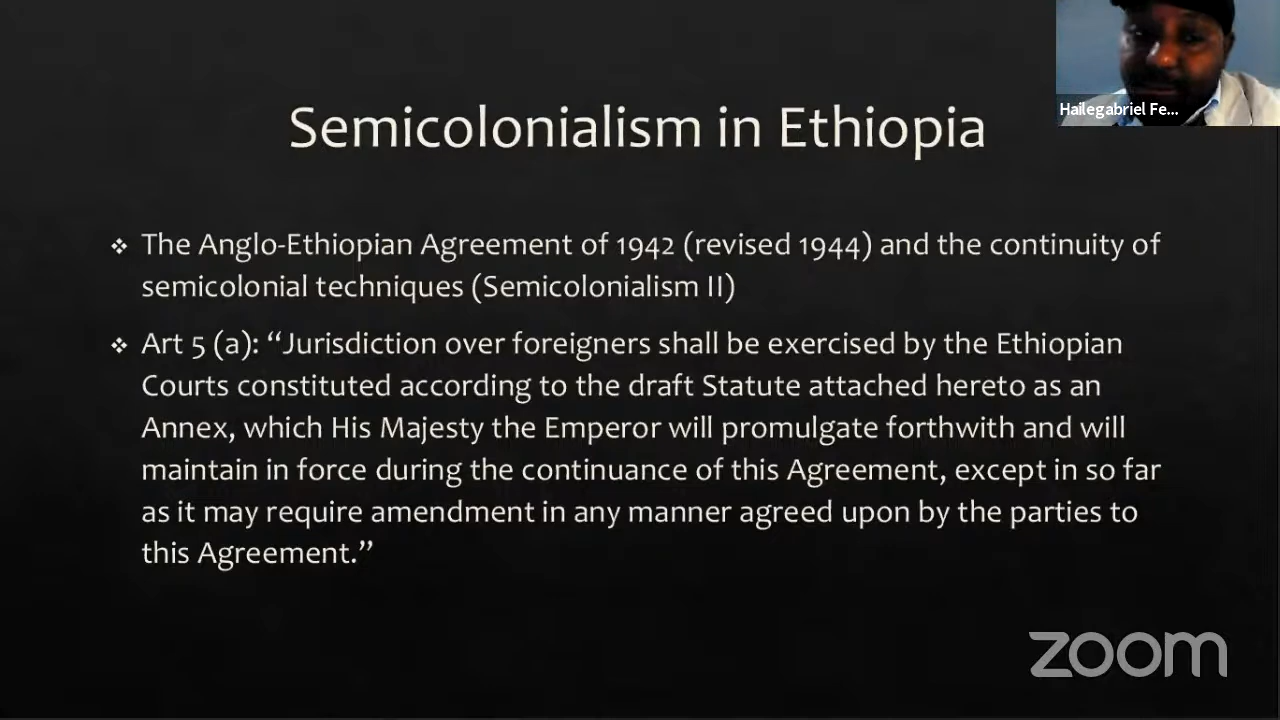 Semicolonialism in Ethiopia
Hailegabriel Fe...
❖ The Anglo-Ethiopian Agreement of 1942 (revised 1944) and the continuity of
semicolonial techniques (Semicolonialism II)
❖ Art 5 (a): “Jurisdiction over foreigners shall be exercised by the Ethiopian
Courts constituted according to the draft Statute attached hereto as an
Annex, which His Majesty the Emperor will promulgate forthwith and will
maintain in force during the continuance of this Agreement, except in so far
as it may require amendment in any manner agreed upon by the parties to
this Agreement.”
zoom